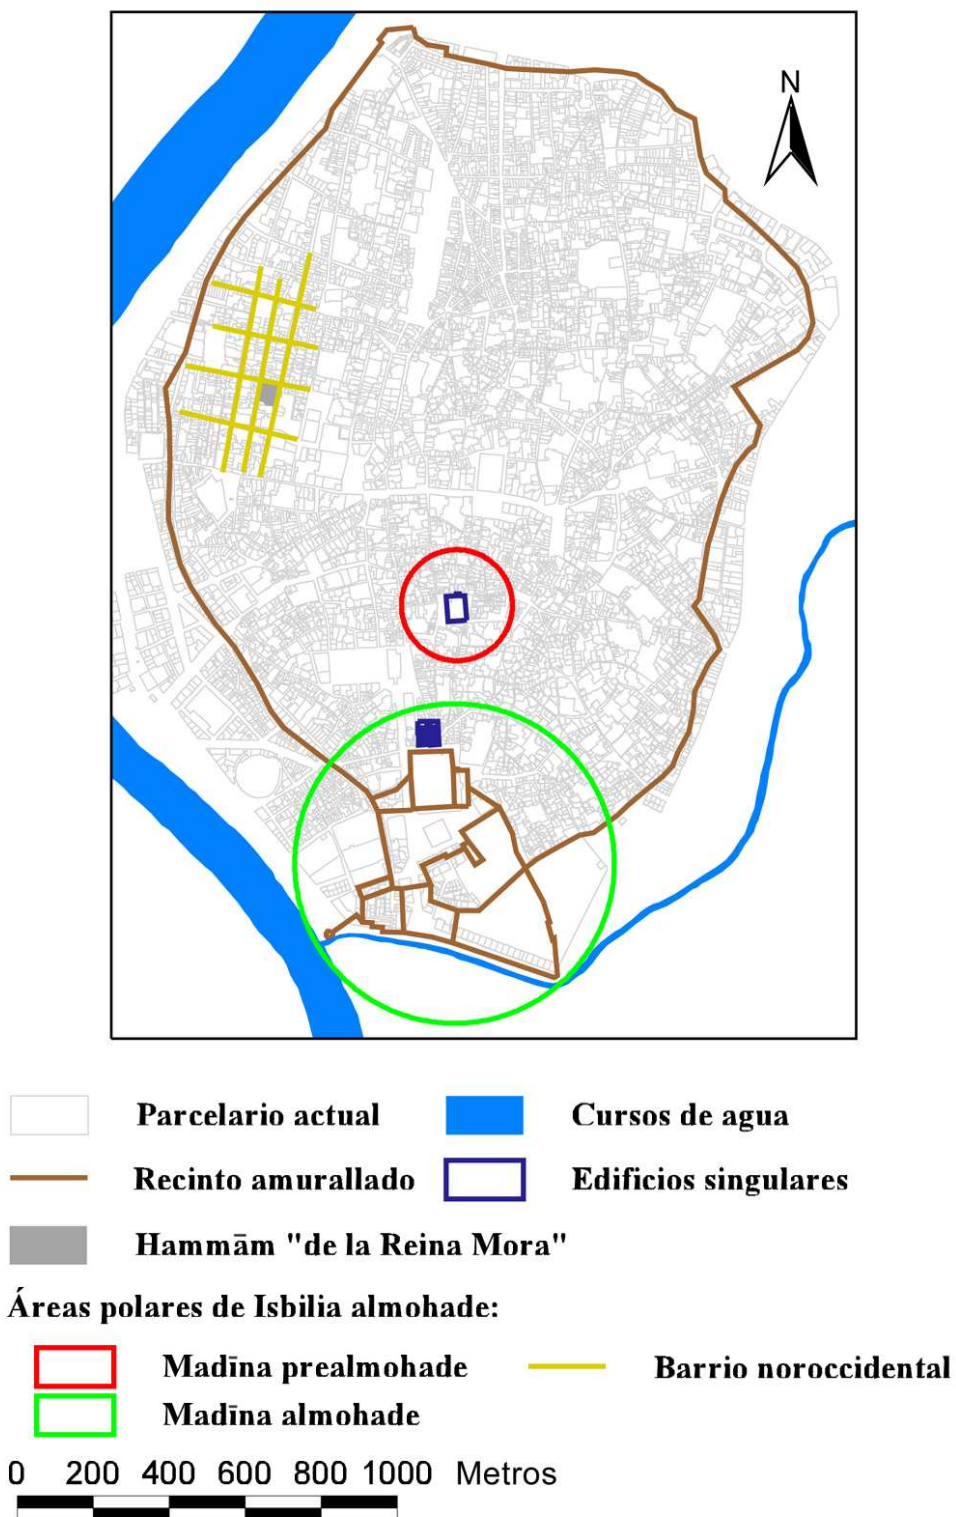 N
Parcelario actual
Cursos de agua
Recinto amurallado
Edificios singulares
Hammām "de la Reina Mora"
Áreas polares de Isbilia almohade:
Madīna prealmohade
Barrio noroccidental
Madīna almohade
0 200 400 600 800 1000 Metros